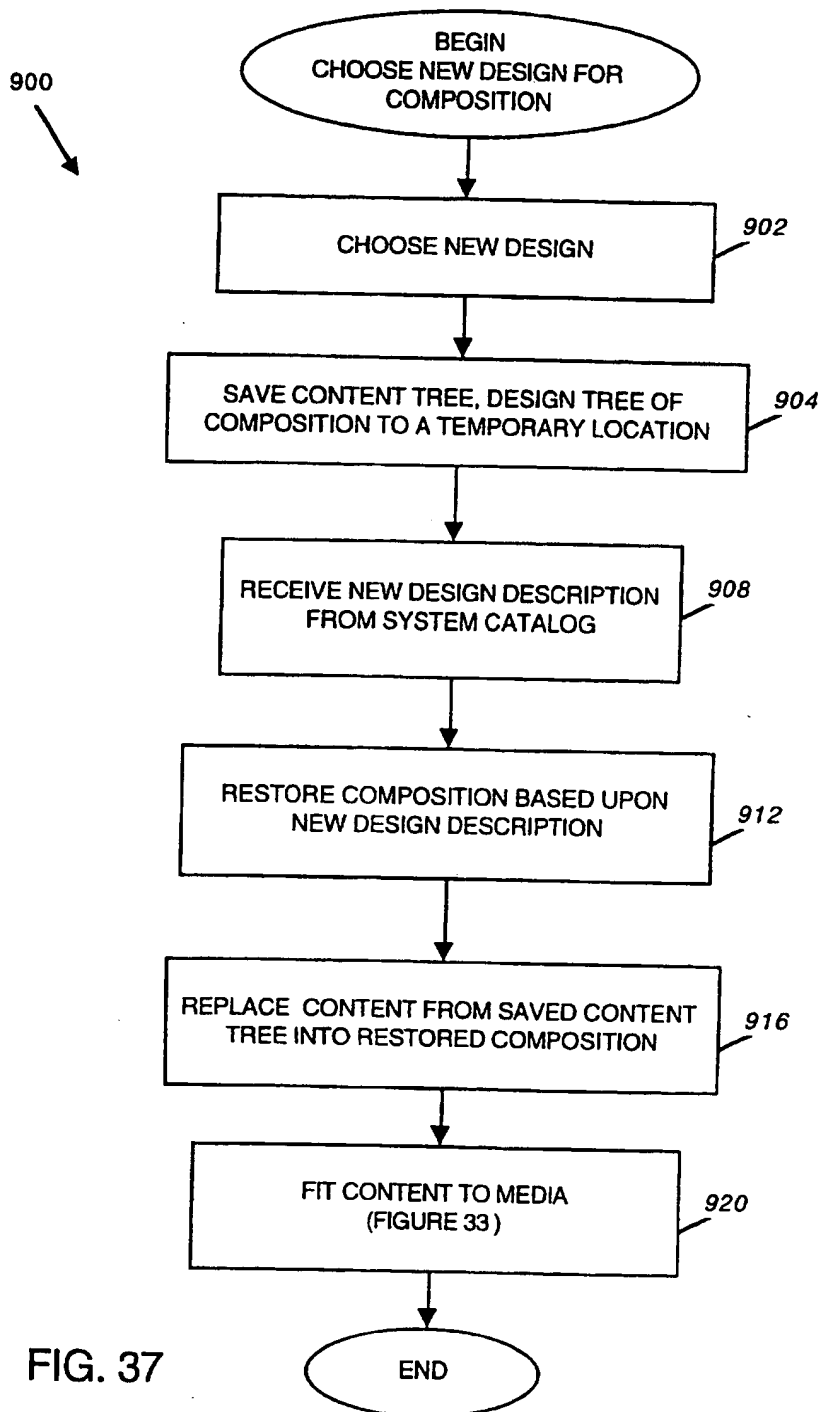 900
BEGIN
CHOOSE NEW DESIGN FOR
COMPOSITION
CHOOSE NEW DESIGN
902
SAVE CONTENT TREE, DESIGN TREE OF
COMPOSITION TO A TEMPORARY LOCATION
904
RECEIVE NEW DESIGN DESCRIPTION
FROM SYSTEM CATALOG
908
RESTORE COMPOSITION BASED UPON
NEW DESIGN DESCRIPTION
912
REPLACE CONTENT FROM SAVED CONTENT
TREE INTO RESTORED COMPOSITION
916
FIT CONTENT TO MEDIA
(FIGURE 33)
920
END
FIG. 37